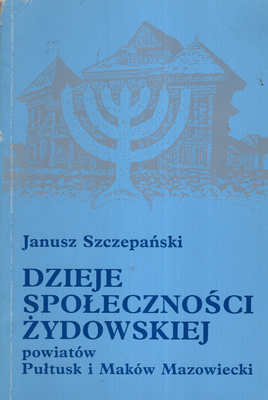 Janusz Szczepański
DZIEJE
SPOŁECZNOŚCI
ŻYDOWSKIEJ
powiatów
Pułtusk i Maków Mazowiecki